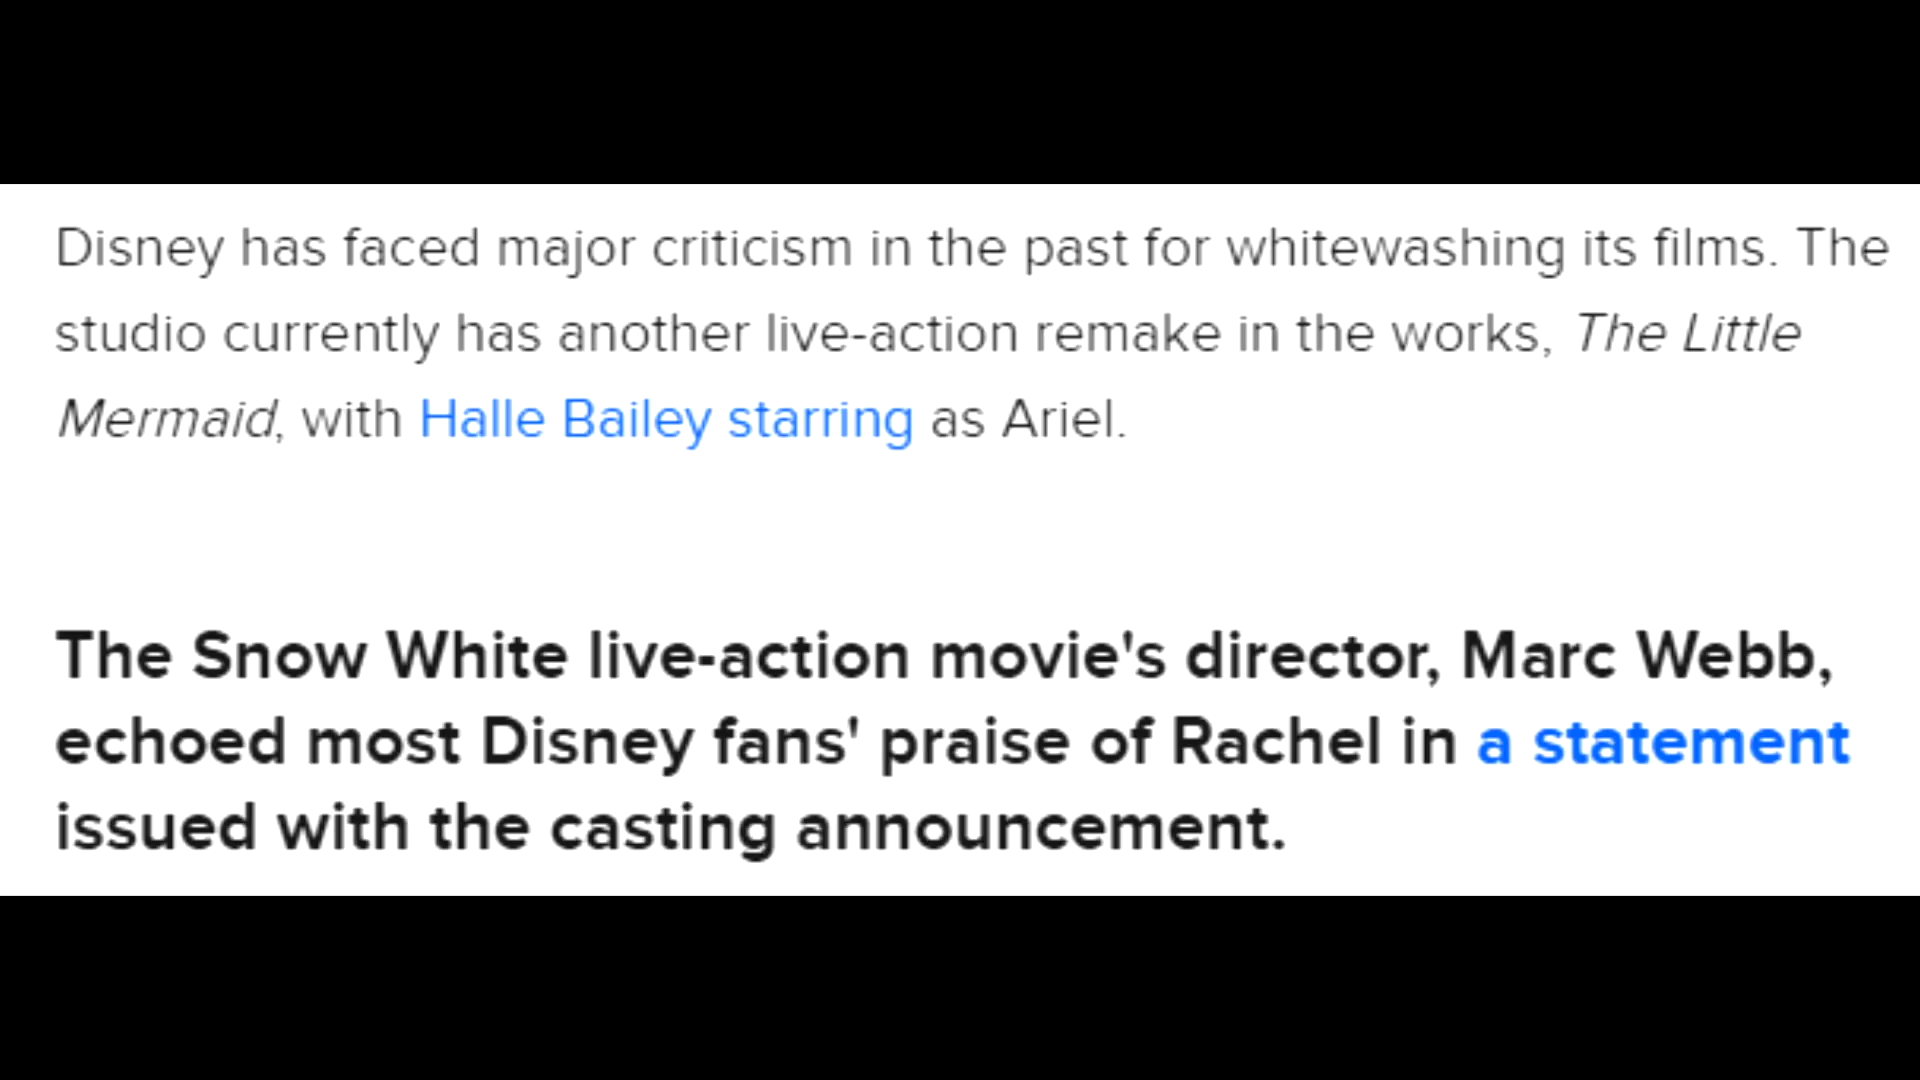 Disney has faced major criticism in the past for whitewashing its films. The
studio currently has another live-action remake in the works, The Little
Mermaid, with Halle Bailey starring as Ariel.
The Snow White live-action movie's director, Marc Webb,
echoed most Disney fans' praise of Rachel in a statement
issued with the casting announcement.